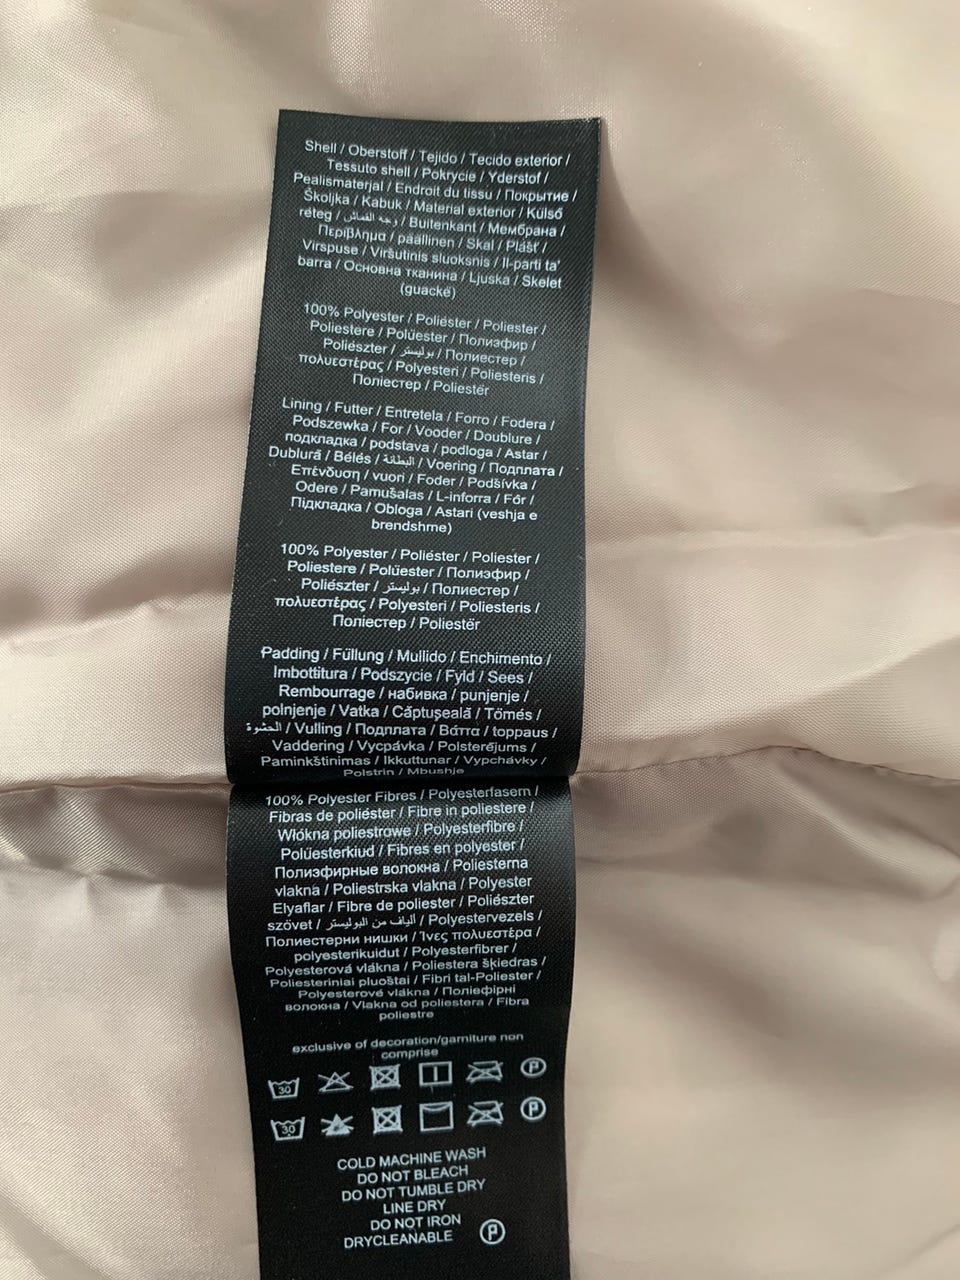 Shell / Oberstoff / Tejido / Tecido exterior /
Tessuto shell / Pokrycie / Yderstof /
Pealismaterjal / Endroit du tissu / Покрытие /
Školjka / Kabuk / Material exterior / Külső
réteg / وجه القماش / Buitenkant / Мембрана /
Περίβλημα / päällinen / Skal / Plášť /
Virspuse / Viršutinis sluoksnis / Il-parti ta'
barra / Основна тканина / Ljuska / Skelet
(guackë)
100% Polyester / Poliéster / Poliester /
Poliestere / Polüester / Полиэфир /
Poliészter / بوليستر / Полиестер /
πολυεστέρας / Polyesteri / Poliesteris /
Поліестер / Poliestër
Lining / Futter / Entretela / Forro / Fodera /
Podszewka / For / Vooder / Doublure /
подкладка / podstava / podloga / Astar /
Dublură / Bélés / البطانة / Voering / Подплата /
Επένδυση / vuori / Foder / Podšívka /
Odere / Pamušalas / L-inforra / Fór /
Підкладка / Obloga / Astari (veshja e
brendshme)
100% Polyester / Poliéster / Poliester /
Poliestere / Polüester / Полиэфир /
Poliészter / بوليستر / Полиестер /
πολυεστέρας / Polyesteri / Poliesteris /
Поліестер / Poliestër
Padding / Füllung / Mullido / Enchimento /
Imbottitura / Podszycie / Fyld / Sees /
Rembourrage / набивка / punjenje /
polnjenje / Vatka / Căptușeală / Tömés /
الحشوة / Vulling / Подплата / Βάττα / toppaus /
Vaddering / Vycpávka / Polsterējums /
Paminkštinimas / Ikkuttunar / Vypchávky /
Polstrin / Mbushje
100% Polyester Fibres / Polyesterfasern /
Fibras de poliéster / Fibre in poliestere /
Włókna poliestrowe / Polyesterfibre /
Polüesterkiud / Fibres en polyester /
Полиэфирные волокна / Poliesterna
vlakna / Poliestrska vlakna / Polyester
Elyaflar / Fibre de poliester / Poliészter
szövet / ألياف من البوليستر / Polyestervezels /
Полиестерни нишки / Ίνες πολυεστέρα /
polyesterikuidut / Polyesterfibrer /
Polyesterová vlákna / Poliestera šķiedras /
Poliesteriniai pluoštai / Fibri tal-Poliester /
Polyesterové vlákna / Поліефірні
волокна / Vlakna od poliestera / Fibra
poliestre
exclusive of decoration/garniture non
comprise
30 P
30 P
COLD MACHINE WASH
DO NOT BLEACH
DO NOT TUMBLE DRY
LINE DRY
DO NOT IRON
DRYCLEANABLE P